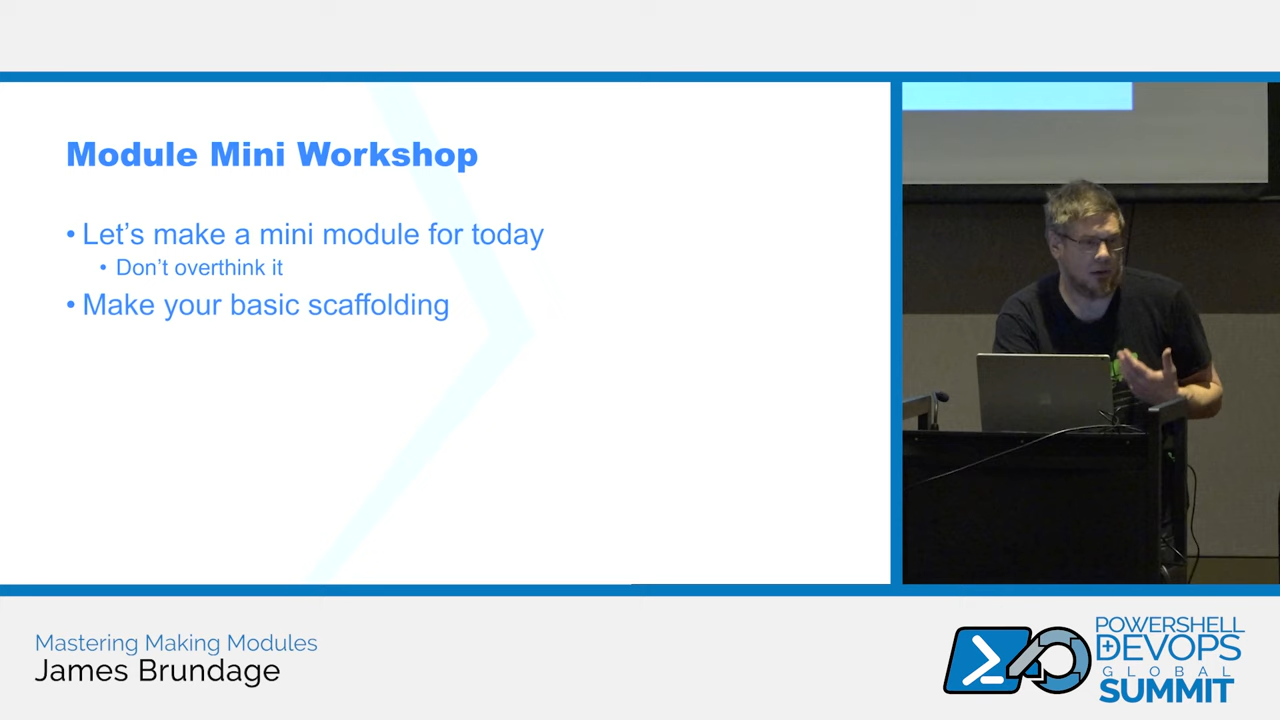 Module Mini Workshop
• Let's make a mini module for today
• Don't overthink it
• Make your basic scaffolding
Mastering Making Modules
James Brundage
POWERSHELL
DEVOPS
GLOBAL
SUMMIT